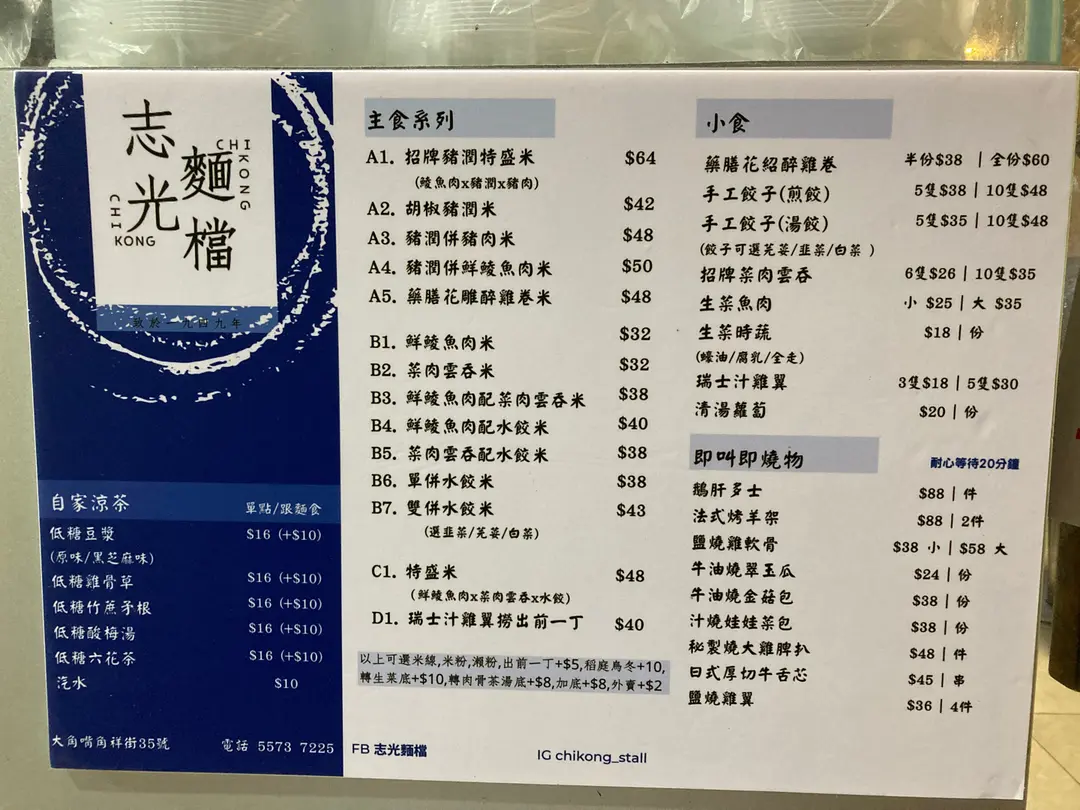 志光
麵檔
CHI KONG
CHI KONG
致於一九四九年
自家涼茶 單點/跟麵食
低糖豆漿 $16 (+$10)
(原味/黑芝麻味)
低糖雞骨草 $16 (+$10)
低糖竹蔗矛根 $16 (+$10)
低糖酸梅湯 $16 (+$10)
低糖六花茶 $16 (+$10)
汽水 $10
大角嘴角祥街35號 電話 5573 7225
主食系列
A1. 招牌豬潤特盛米 $64
(鲮魚肉x豬潤x豬肉)
A2. 胡椒豬潤米 $42
A3. 豬潤併豬肉米 $48
A4. 豬潤併鮮鲮魚肉米 $50
A5. 藥膳花雕醉雞卷米 $48
B1. 鮮鲮魚肉米 $32
B2. 菜肉雲吞米 $32
B3. 鮮鲮魚肉配菜肉雲吞米 $38
B4. 鮮鲮魚肉配水餃米 $40
B5. 菜肉雲吞配水餃米 $38
B6. 單併水餃米 $38
B7. 雙併水餃米 $43
(選韭菜/芫荽/白菜)
C1. 特盛米 $48
(鮮鲮魚肉x菜肉雲吞x水餃)
D1. 瑞士汁雞翼撈出前一丁 $40
以上可選米線,米粉,瀨粉,出前一丁+$5,稻庭烏冬+10,
轉生菜底+$10,轉肉骨茶湯底+$8,加底+$8,外賣+$2
FB 志光麵檔 IG chikong_stall
小食
藥膳花紹醉雞卷 半份$38 | 全份$60
手工餃子(煎餃) 5隻$38 | 10隻$48
手工餃子(湯餃) 5隻$35 | 10隻$48
(餃子可選芫荽/韭菜/白菜 )
招牌菜肉雲吞 6隻$26 | 10隻$35
生菜魚肉 小 $25 | 大 $35
生菜時蔬 $18 | 份
(蠔油/腐乳/全走)
瑞士汁雞翼 3隻$18 | 5隻$30
清湯蘿蔔 $20 | 份
即叫即燒物 耐心等待20分鐘
鵝肝多士 $88 | 件
法式烤羊架 $88 | 2件
鹽燒雞軟骨 $38 小 | $58 大
牛油燒翠玉瓜 $24 | 份
牛油燒金菇包 $38 | 份
汁燒娃娃菜包 $38 | 份
秘製燒大雞脾扒 $48 | 件
日式厚切牛舌芯 $45 | 串
鹽燒雞翼 $36 | 4件